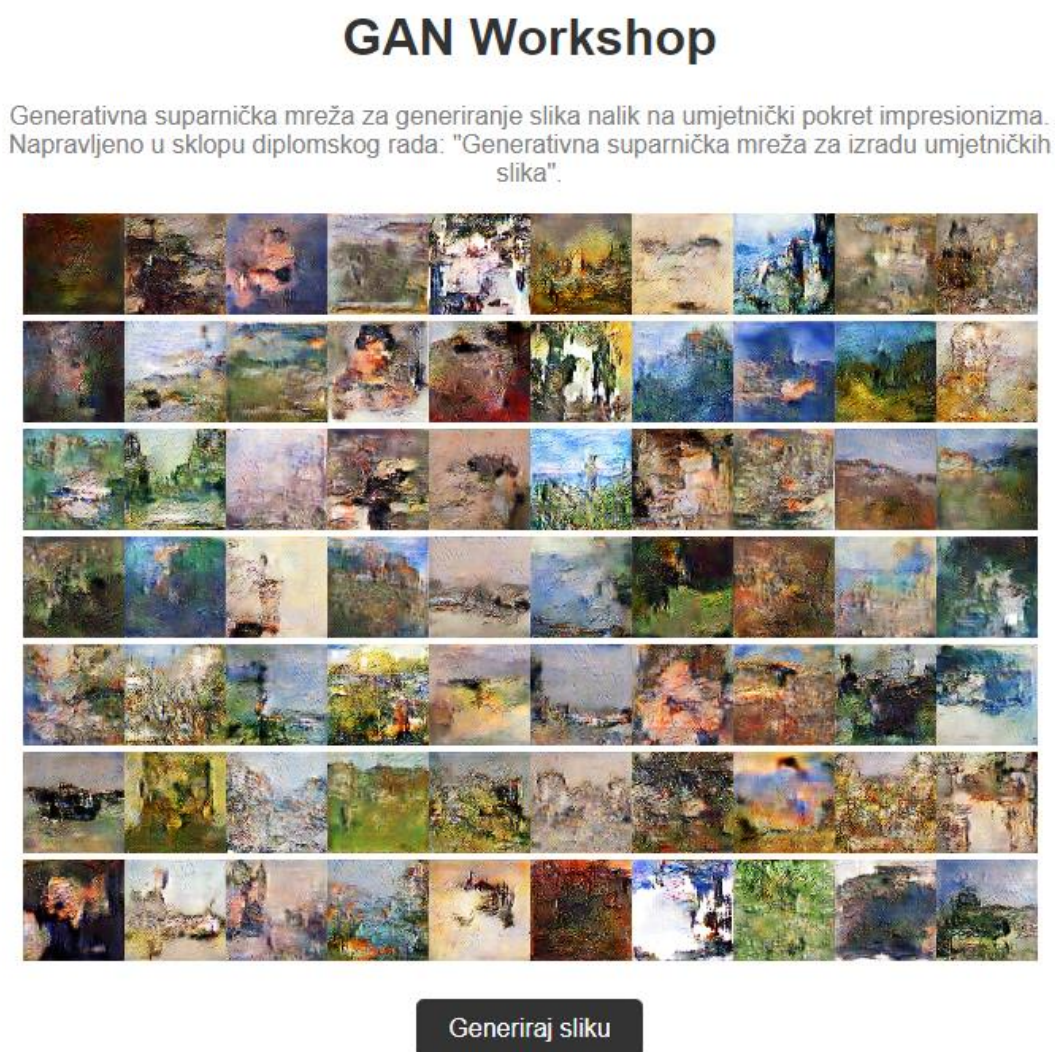 GAN Workshop
Generativna suparnička mreža za generiranje slika nalik na umjetnički pokret impresionizma.
Napravljeno u sklopu diplomskog rada: "Generativna suparnička mreža za izradu umjetničkih
slika".
Generiraj sliku